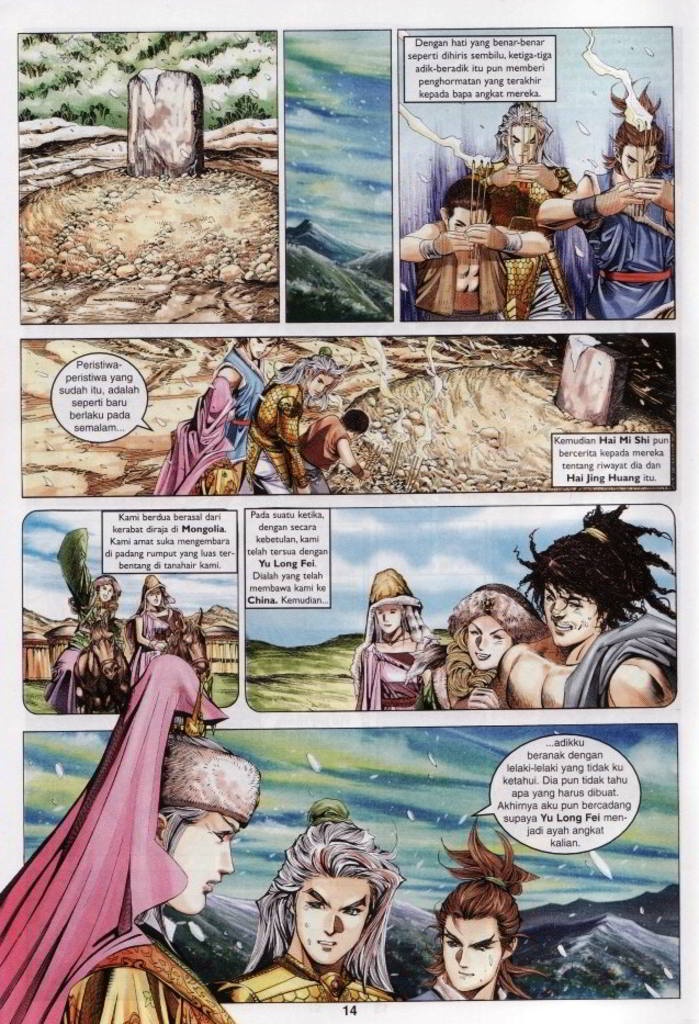 Dengan hati yang benar-benar
seperti dihiris sembilu, ketiga-tiga
adik-beradik itu pun memberi
penghormatan yang terakhir
kepada bapa angkat mereka.
Peristiwa-
peristiwa yang
sudah itu, adalah
seperti baru
berlaku pada
semalam...
Kemudian Hai Mi Shi pun
bercerita kepada mereka
tentang riwayat dia dan
Hai Jing Huang itu.
Kami berdua berasal dari
kerabat diraja di Mongolia.
Kami amat suka mengembara
di padang rumput yang luas ter-
bentang di tanahair kami.
Pada suatu ketika,
dengan secara
kebetulan, kami
telah tersua dengan
Yu Long Fei.
Dialah yang telah
membawa kami ke
China. Kemudian...
...adikku
beranak dengan
lelaki-lelaki yang tidak ku
ketahui. Dia pun tidak tahu
apa yang harus dibuat.
Akhirnya aku pun bercadang
supaya Yu Long Fei men-
jadi ayah angkat
kalian.
14